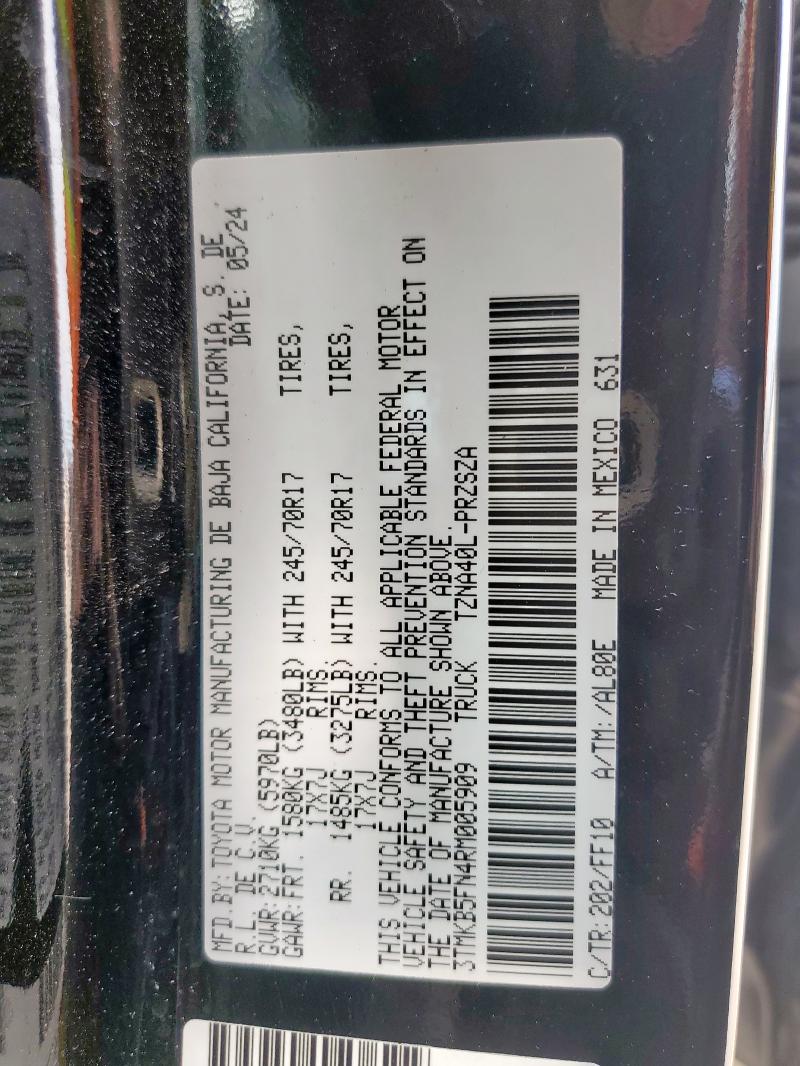 MFD.BY:TOYOTA MOTOR MANUFACTURING DE BAJA CALIFORNIA, S. DE
R.L. DE C.V. DATE: 05/24
GVWR: 2710KG (5970LB)
GAWR:FRT. 1580KG (3480LB) WITH 245/70R17 TIRES,
17X7J RIMS
RR. 1485KG (3275LB) WITH 245/70R17 TIRES,
17X7J RIMS.
THIS VEHICLE CONFORMS TO ALL APPLICABLE FEDERAL MOTOR
VEHICLE SAFETY AND THEFT PREVENTION STANDARDS IN EFFECT ON
THE DATE OF MANUFACTURE SHOWN ABOVE.
3TMKB5FN4RM005909 TRUCK TZNA40L-PRZSZA
C/TR:202/FF10 A/TM:/AL80E MADE IN MEXICO 631